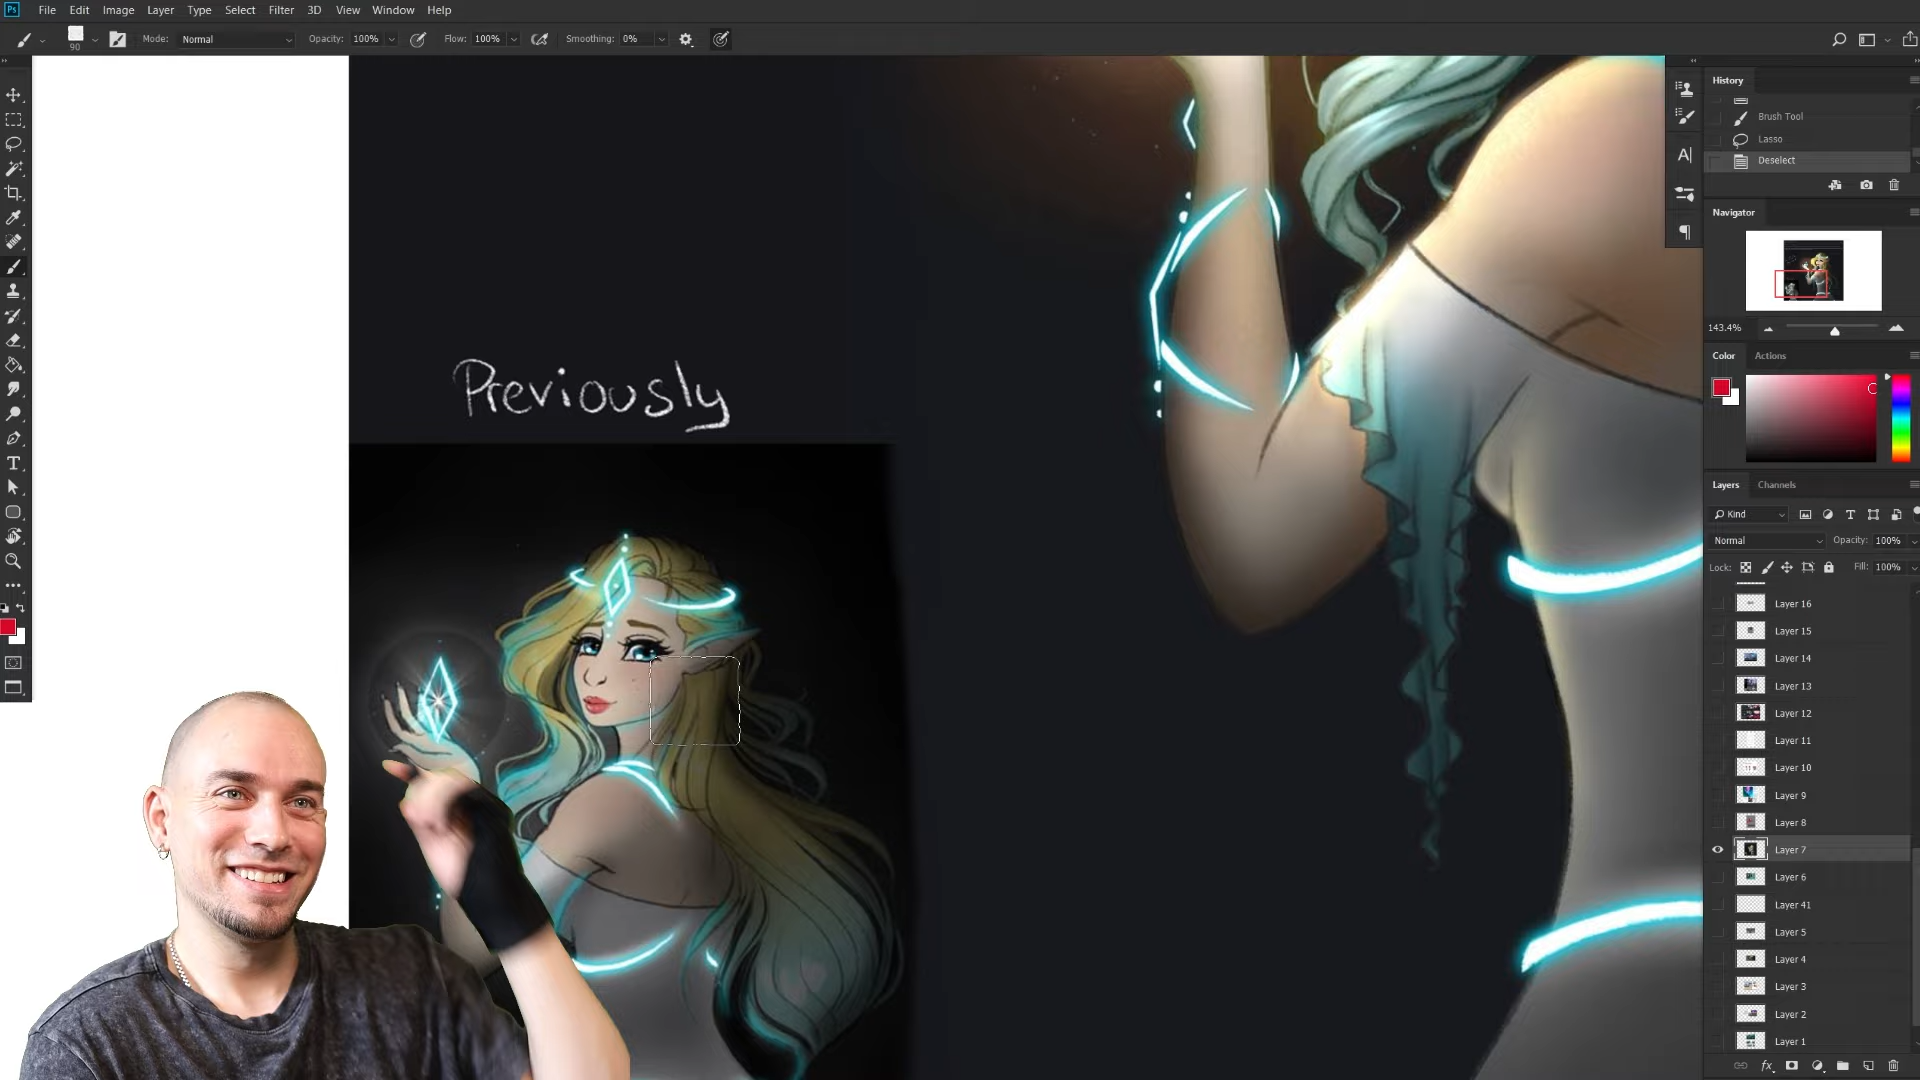 Ps File Edit Image Layer Type Select Filter 3D View Window Help
90 Mode: Normal Opacity: 100% Flow: 100% Smoothing: 0%
History
Brush Tool
Lasso
Deselect
Navigator
143.4%
Color Actions
Previously
Layers Channels
Kind
Normal Opacity: 100%
Lock: Fill: 100%
Layer 16
Layer 15
Layer 14
Layer 13
Layer 12
Layer 11
Layer 10
Layer 9
Layer 8
Layer 7
Layer 6
Layer 41
Layer 5
Layer 4
Layer 3
Layer 2
Layer 1
fx